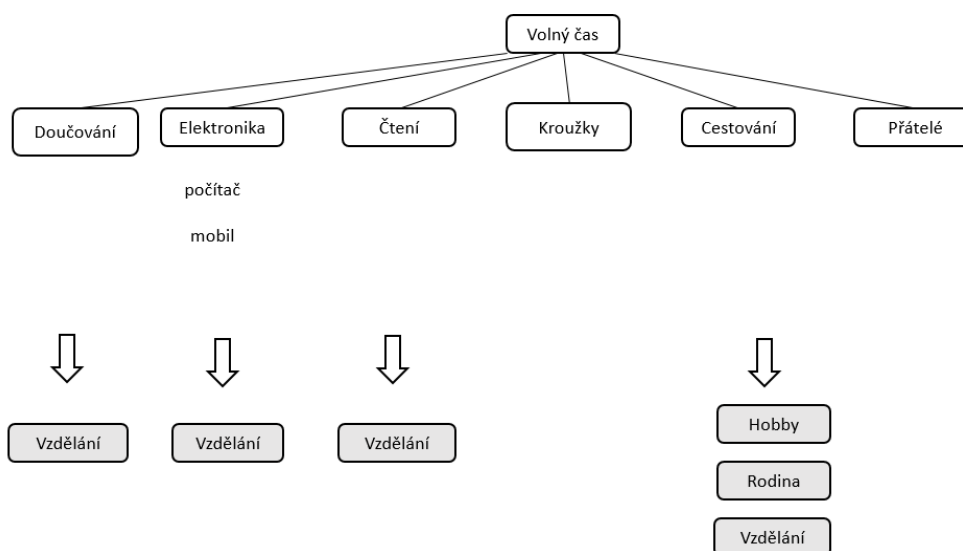 Volný čas
Doučování
Elektronika
Čtení
Kroužky
Cestování
Přátelé
počítač
mobil
Vzdělání
Vzdělání
Vzdělání
Hobby
Rodina
Vzdělání